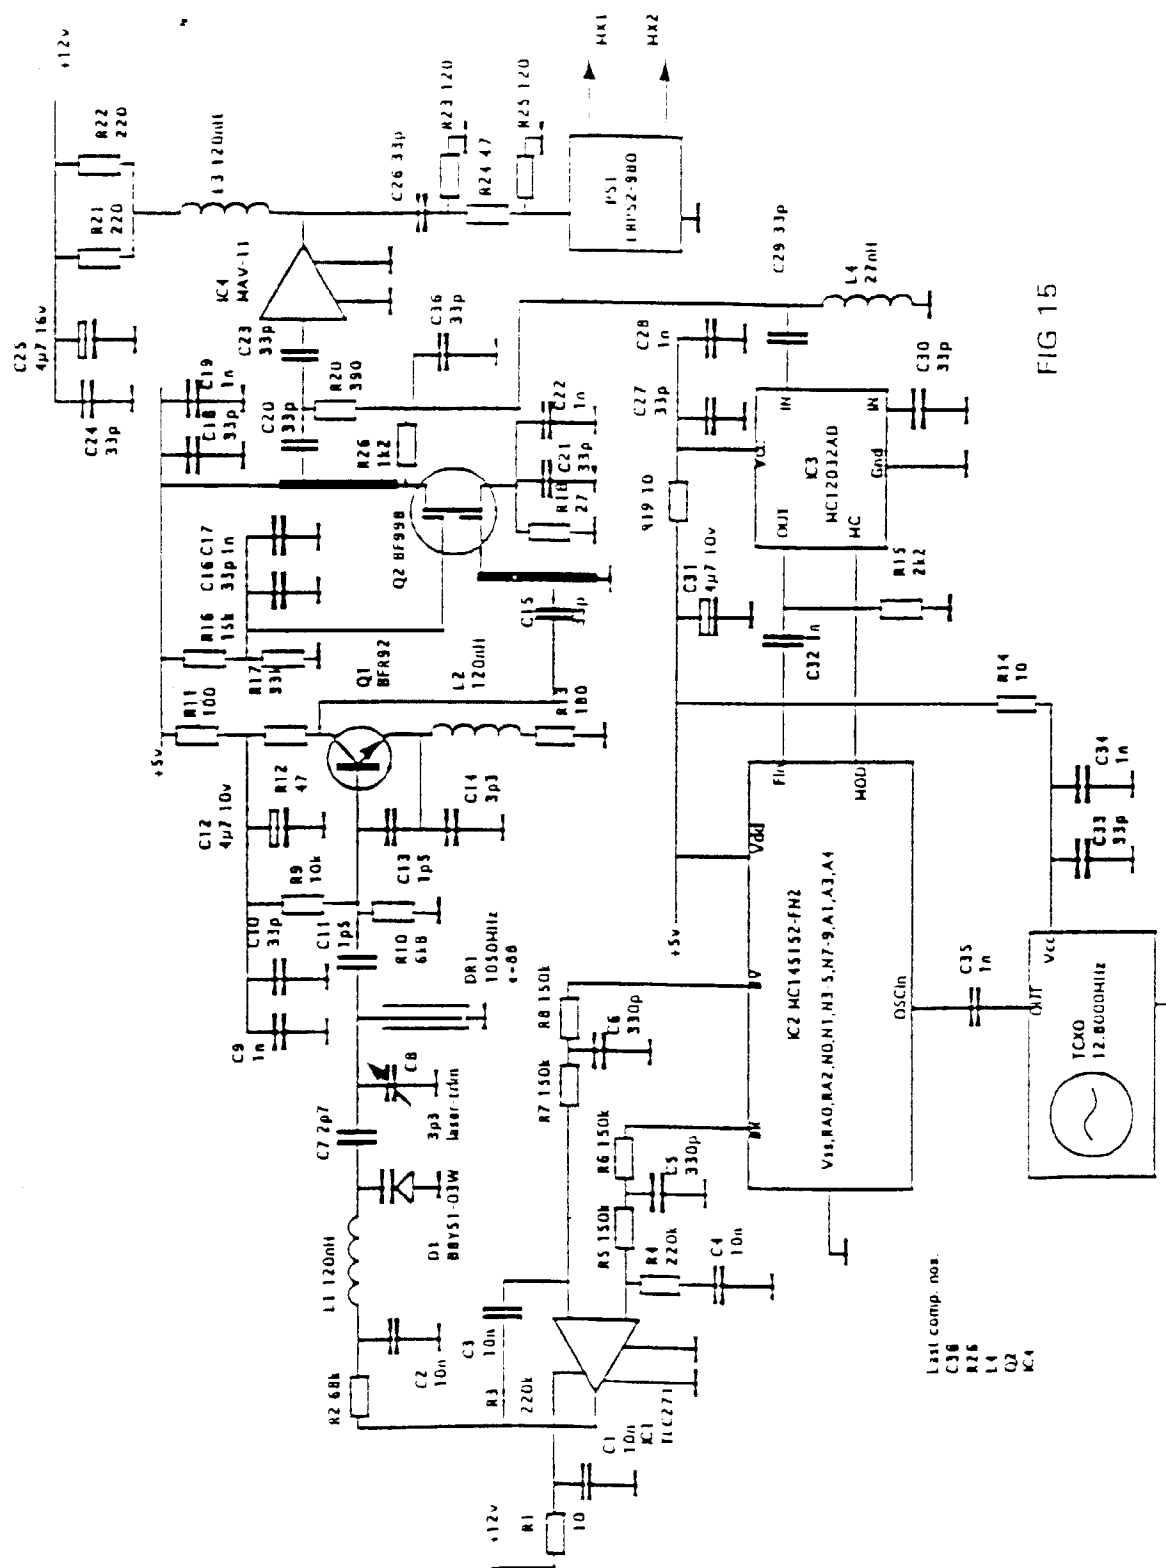 +12v
R1
10
C1
10n
IC1
TLC271
R2 68k
C2
10n
L1 120nH
D1
BBY51-03W
C7 2p7
C8
3p3
laser-trim
R3
220k
C3
10n
R4
220k
C4
10n
R5 150k
C5
330p
R6 150k
R7 150k
C6
330p
R8 150k
C9
1n
C10
33p
C11
1p5
R9
10k
R10
6k8
DR1
1050MHz
C12
4µ7 10v
R12
47
C13
1p5
C14
3p3
+5v
R11
100
R16
15k
R17
33k
Q1
BFR92
L2
120nH
R13
180
C16
33p
C17
1n
Q2 BF998
C15
33p
C18
33p
C19
1n
R26
1k2
C20
33p
R20
390
R18
27
C21
33p
C22
1n
C23
33p
C36
33p
IC4
MAV-11
C24
33p
C25
4µ7 16v
+12v
R21
220
R22
220
L3 120nH
C26 33p
R23 120
R24 47
R25 120
PS1
LRPS2-980
MX1
MX2
+5v
IC2 MC145152-FN2
Vss,RA0,RA2,N0,N1,N3-5,N7-9,A1,A3,A4
Vdd
Fin
MOD
OSCin
C35
1n
TCXO
12.8000MHz
OUT
Vcc
C33
33p
C34
1n
R14
10
C31
4µ7 10v
C32 1n
R15
2k2
R19 10
C27
33p
C28
1n
OUT
MC
IC3
MC12032AD
Vcc
Gnd
IN
IN
C29 33p
C30
33p
L4
27nH
Last comp. nos.
C36
R26
L4
Q2
IC4
FIG 15